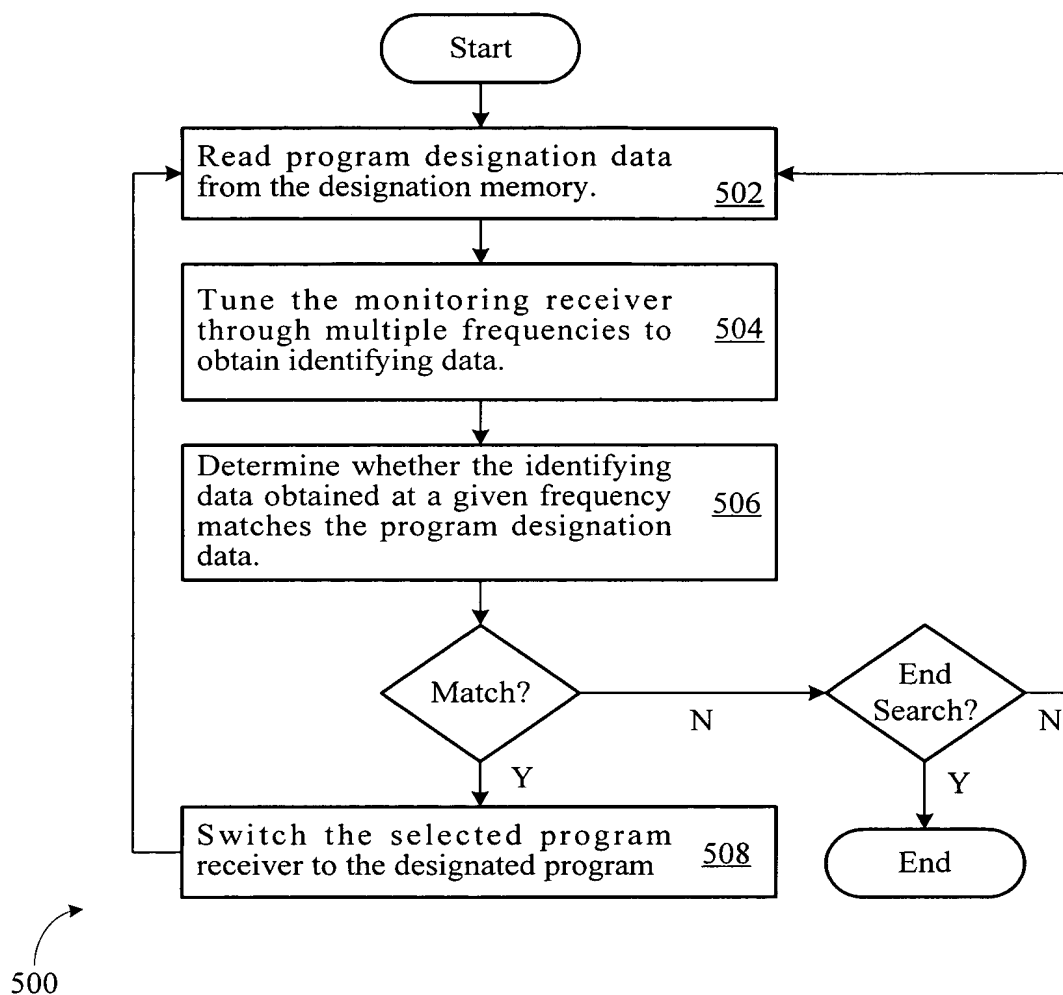 Start
Read program designation data
from the designation memory.
502
Tune the monitoring receiver
through multiple frequencies to
obtain identifying data.
504
Determine whether the identifying
data obtained at a given frequency
matches the program designation
data.
506
Match?
N
End
Search?
N
Y
Y
Switch the selected program
receiver to the designated program
508
End
500